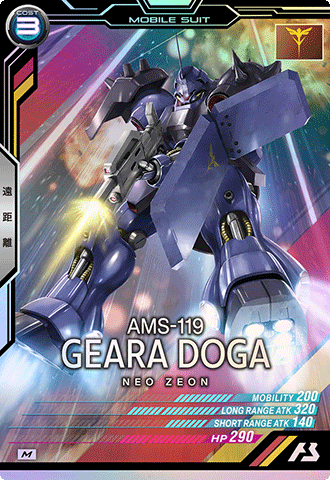 COST
3
MOBILE SUIT
遠距離
AMS-119
GEARA DOGA
NEO ZEON
MOBILITY 200
LONG RANGE ATK 320
SHORT RANGE ATK 140
HP 290
M